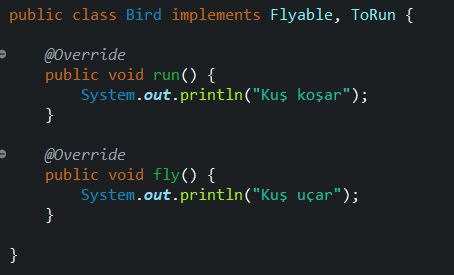 public class Bird implements Flyable, ToRun {
@Override
public void run() {
System.out.println("Kuş koşar");
}
@Override
public void fly() {
System.out.println("Kuş uçar");
}
}